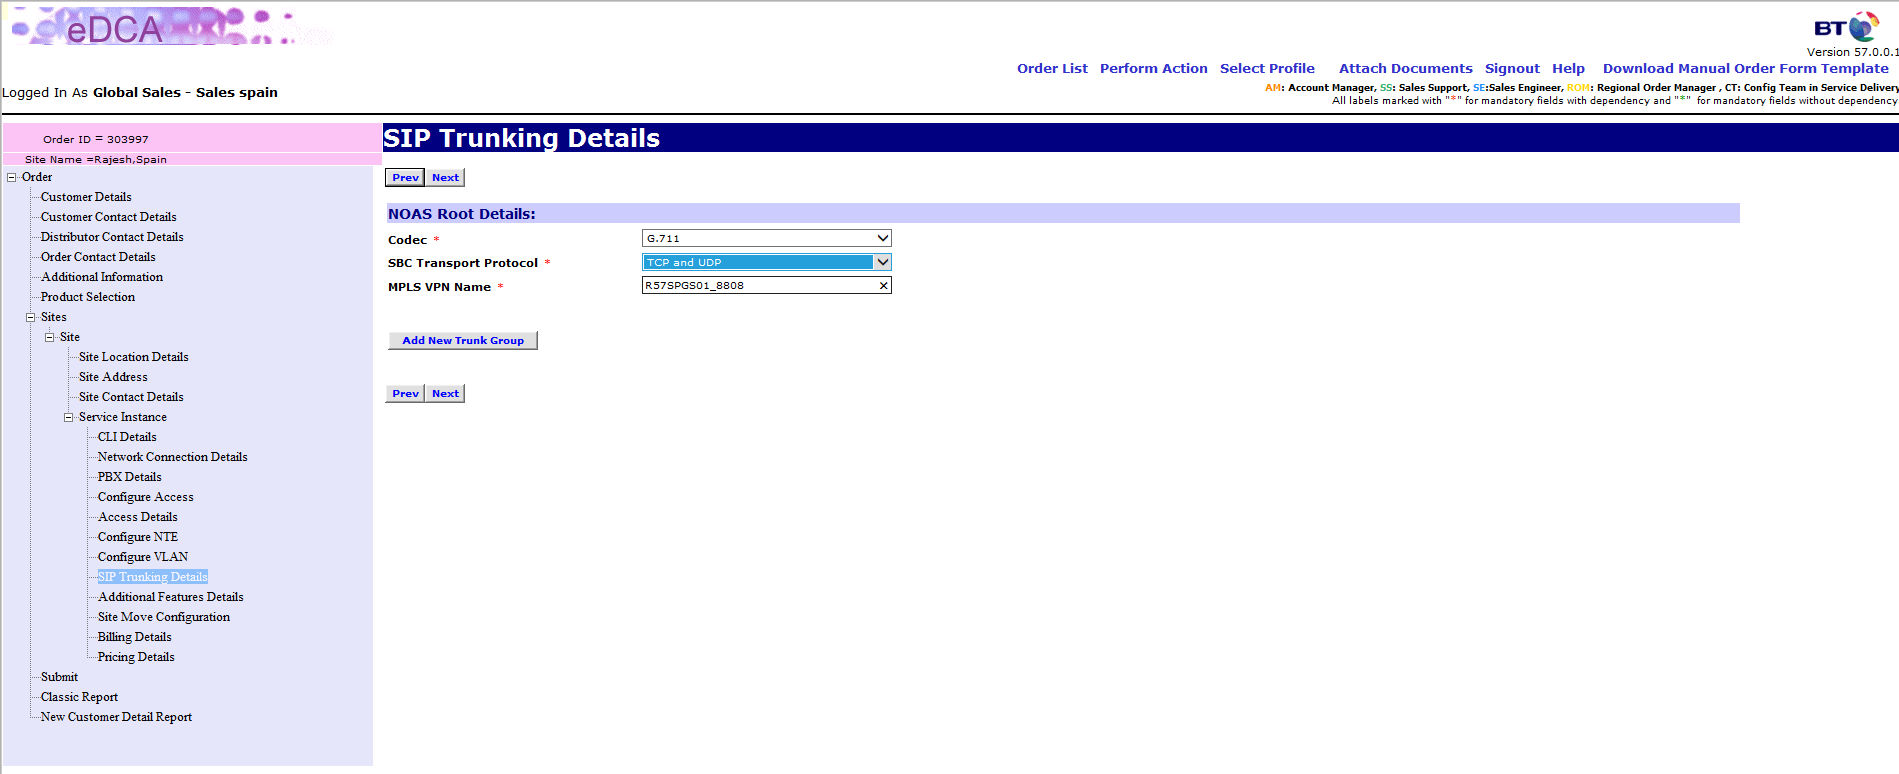 eDCA
BT
Version 57.0.0.1
Order List Perform Action Select Profile Attach Documents Signout Help Download Manual Order Form Template
Logged In As Global Sales - Sales spain
AM: Account Manager, SS: Sales Support, SE:Sales Engineer, ROM: Regional Order Manager , CT: Config Team in Service Delivery
All labels marked with "*" for mandatory fields with dependency and "*" for mandatory fields without dependency
Order ID = 303997
Site Name =Rajesh,Spain
Order
Customer Details
Customer Contact Details
Distributor Contact Details
Order Contact Details
Additional Information
Product Selection
Sites
Site
Site Location Details
Site Address
Site Contact Details
Service Instance
CLI Details
Network Connection Details
PBX Details
Configure Access
Access Details
Configure NTE
Configure VLAN
SIP Trunking Details
Additional Features Details
Site Move Configuration
Billing Details
Pricing Details
Submit
Classic Report
New Customer Detail Report
SIP Trunking Details
Prev Next
NOAS Root Details:
Codec * G.711
SBC Transport Protocol * TCP and UDP
MPLS VPN Name * R57SPGS01_8808
Add New Trunk Group
Prev Next